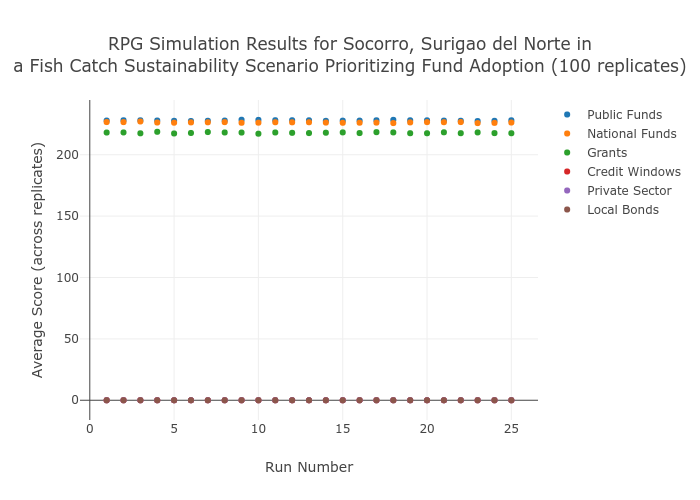 RPG Simulation Results for Socorro, Surigao del Norte in
a Fish Catch Sustainability Scenario Prioritizing Fund Adoption (100 replicates)
Average Score (across replicates)
200
150
100
50
0
0 5 10 15 20 25
Run Number
Public Funds
National Funds
Grants
Credit Windows
Private Sector
Local Bonds